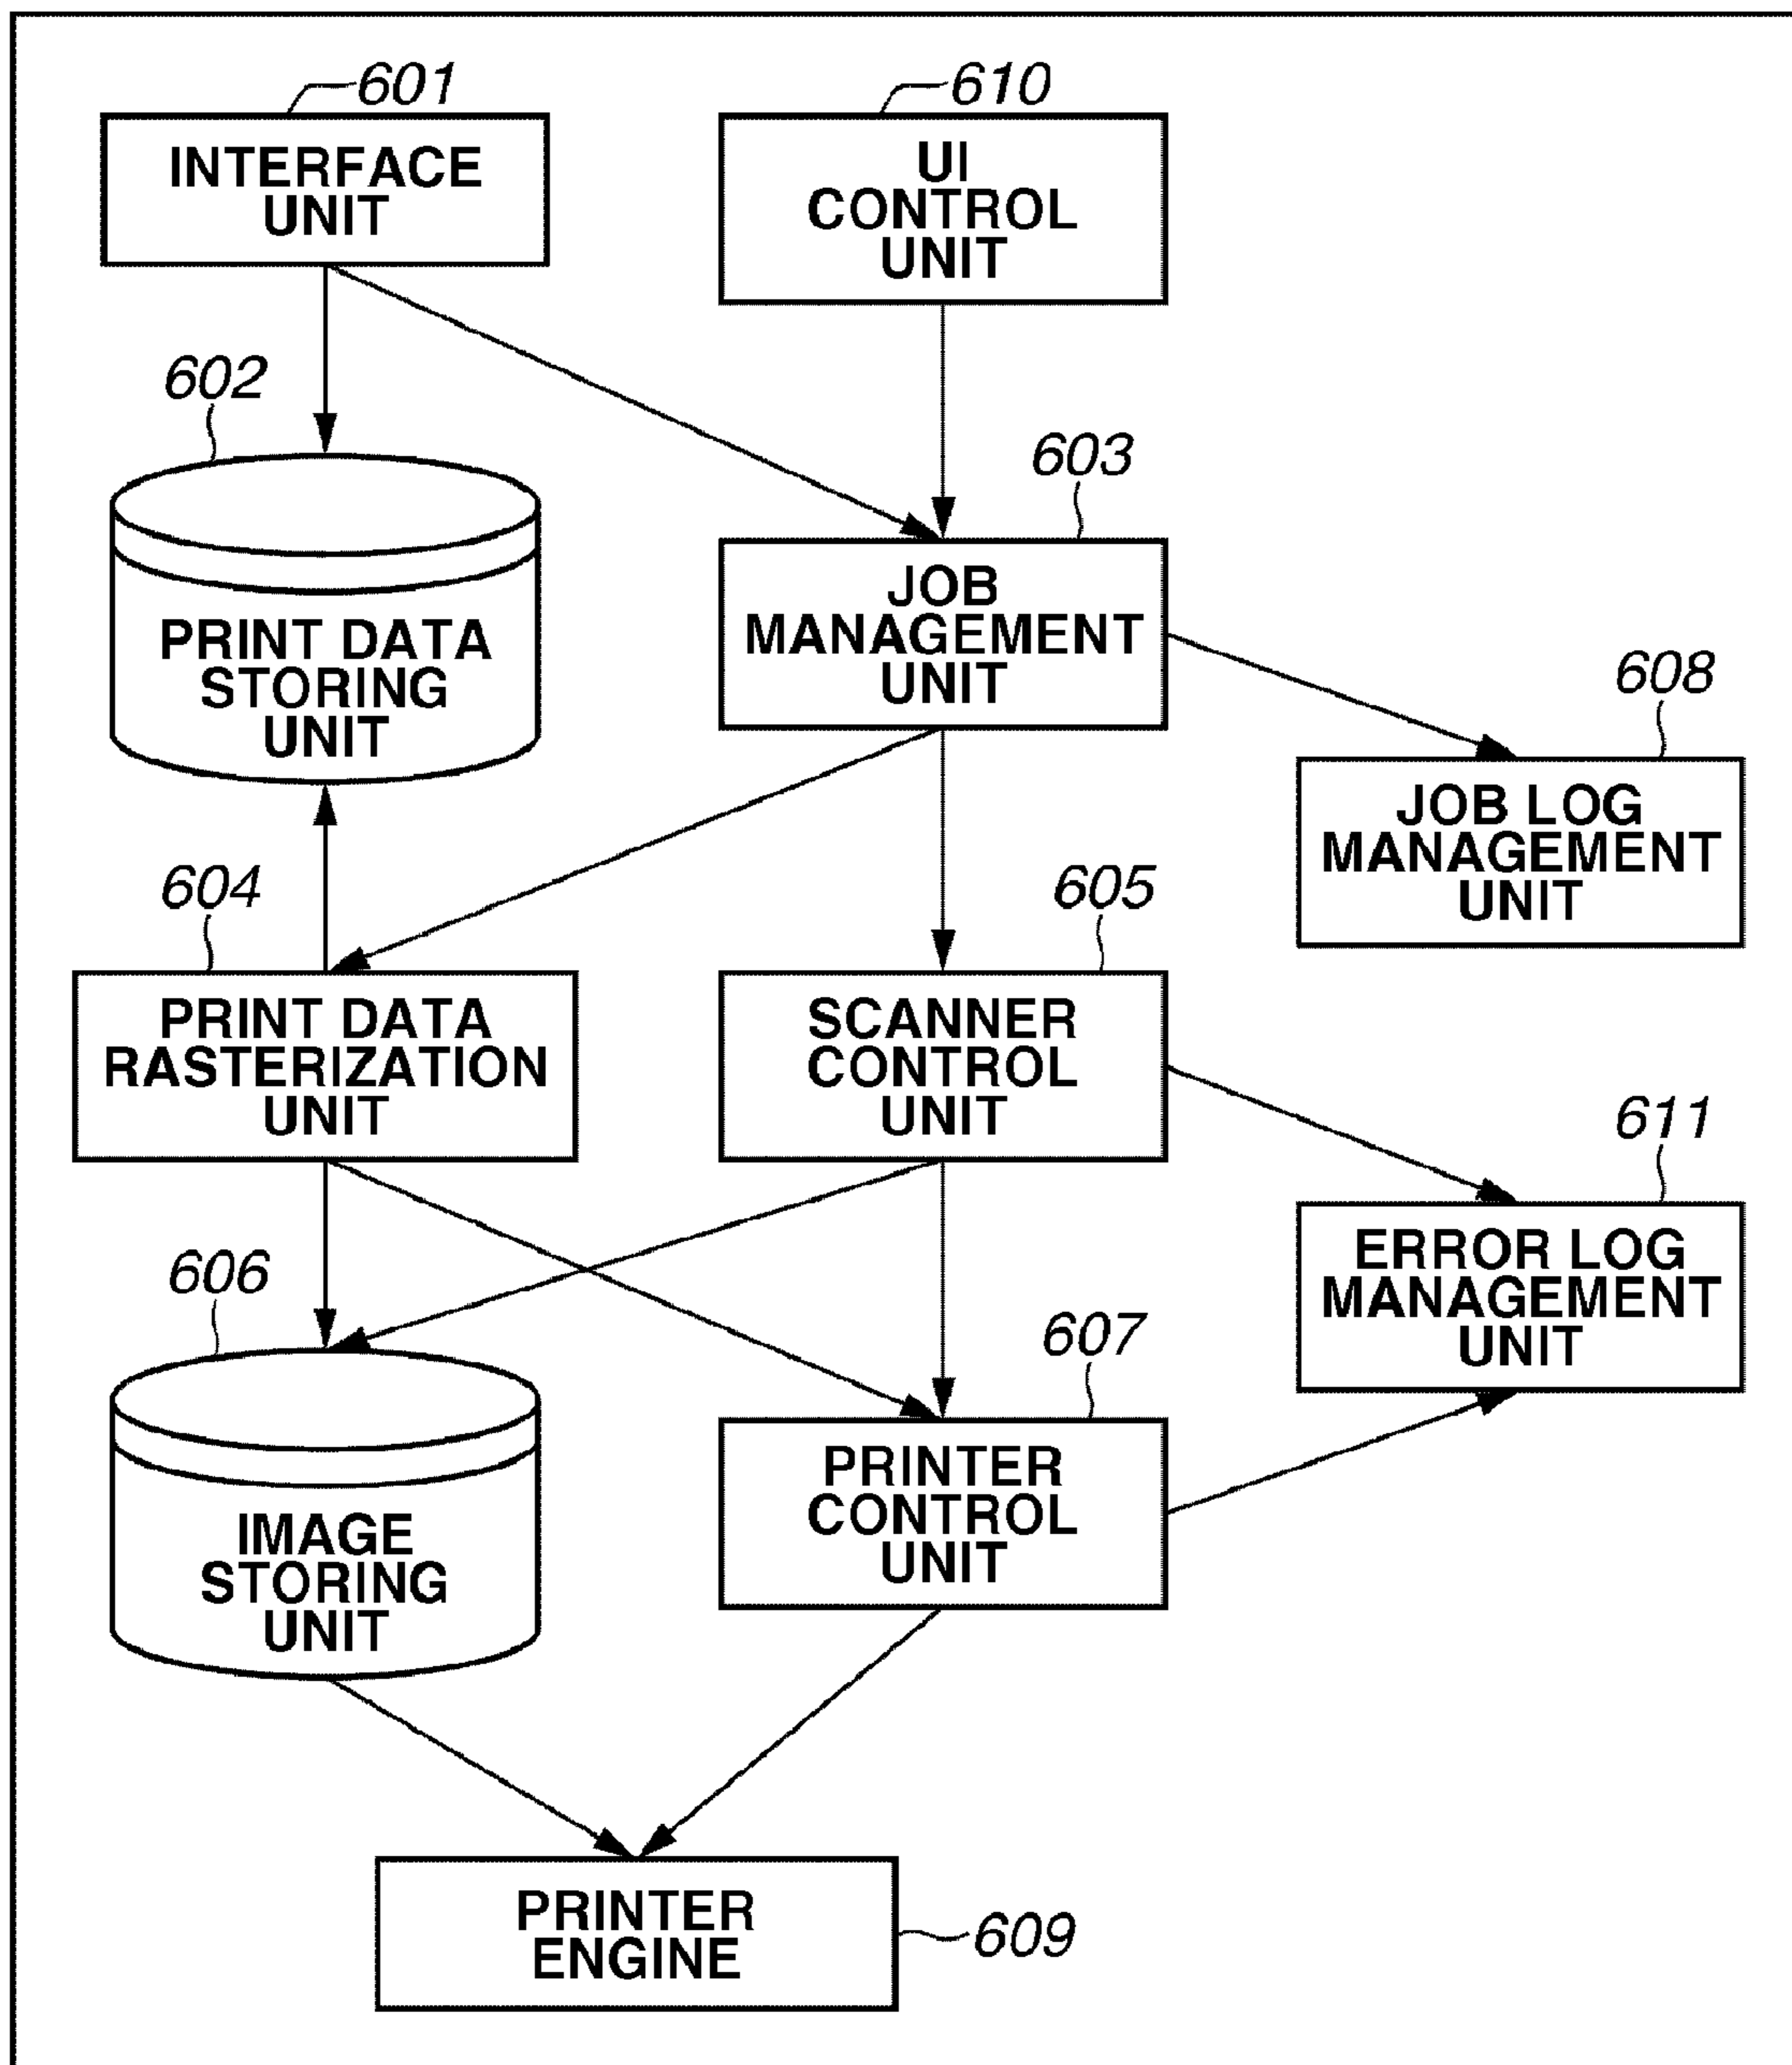 601
INTERFACE
UNIT
610
UI
CONTROL
UNIT
602
PRINT DATA
STORING
UNIT
603
JOB
MANAGEMENT
UNIT
608
JOB LOG
MANAGEMENT
UNIT
604
PRINT DATA
RASTERIZATION
UNIT
605
SCANNER
CONTROL
UNIT
611
ERROR LOG
MANAGEMENT
UNIT
606
IMAGE
STORING
UNIT
607
PRINTER
CONTROL
UNIT
PRINTER
ENGINE
609